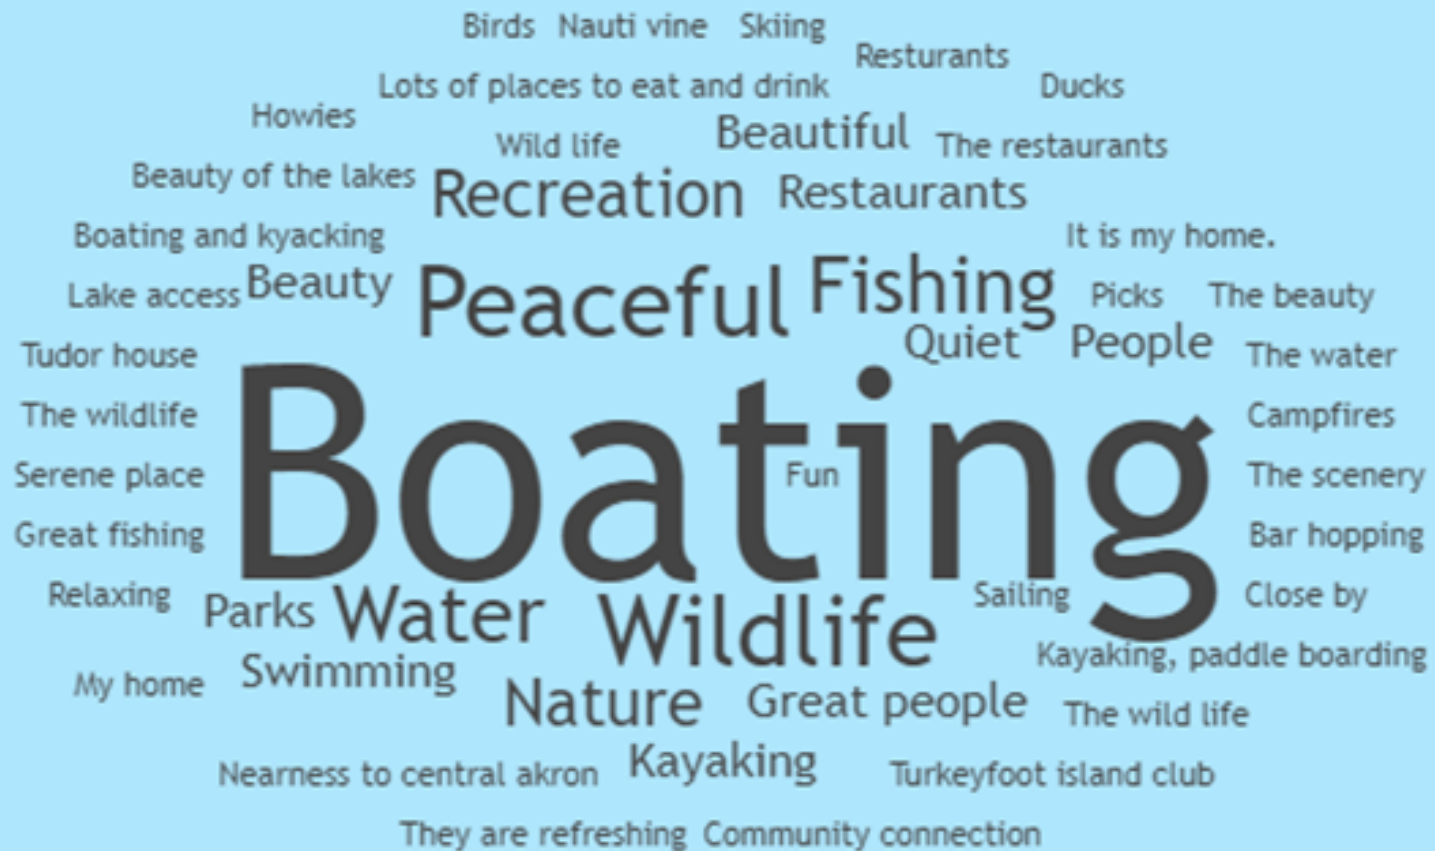 Birds Nauti vine Skiing
Resturants
Lots of places to eat and drink Ducks
Howies
Wild life Beautiful The restaurants
Beauty of the lakes Recreation Restaurants
Boating and kyacking It is my home.
Lake access Beauty Peaceful Fishing Picks The beauty
Tudor house Quiet People The water
The wildlife Campfires
Serene place Boating Fun The scenery
Great fishing Bar hopping
Relaxing Parks Water Wildlife Sailing Close by
Kayaking, paddle boarding
My home Swimming
Nature Great people The wild life
Nearness to central akron Kayaking Turkeyfoot island club
They are refreshing Community connection